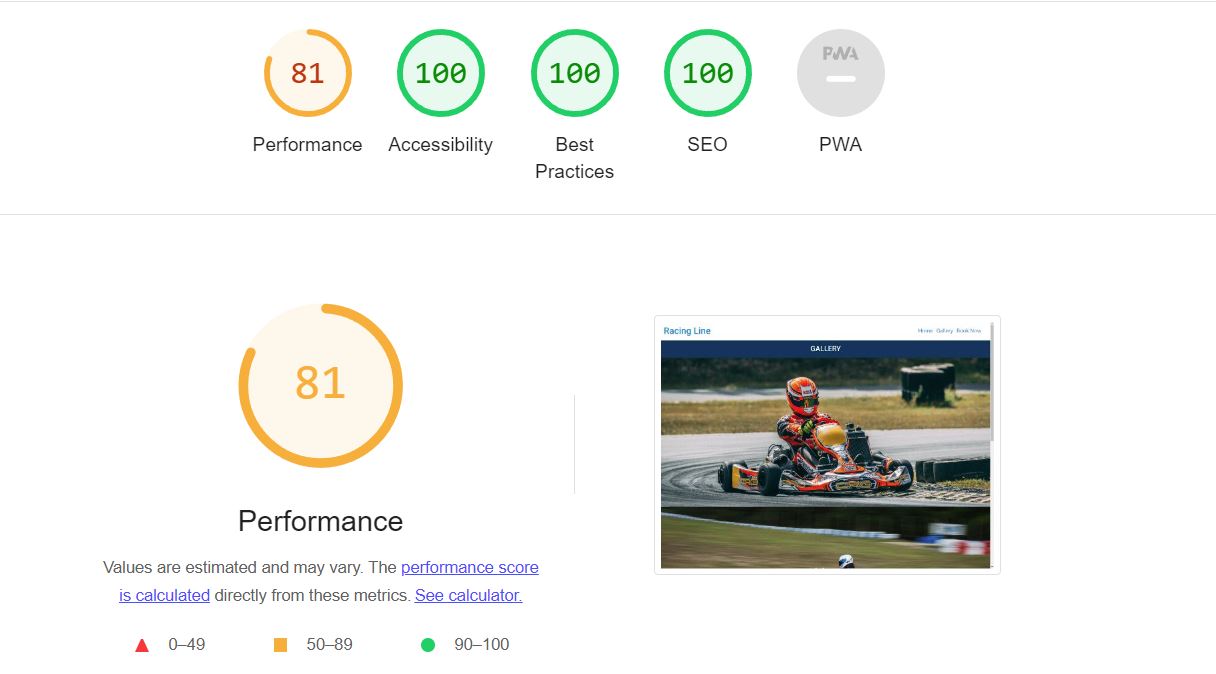 81 100 100 100 PWA
Performance Accessibility Best Practices SEO PWA
81
Performance
Values are estimated and may vary. The performance score
is calculated directly from these metrics. See calculator.
0–49 50–89 90–100
Racing Line Home Gallery Book Now
GALLERY